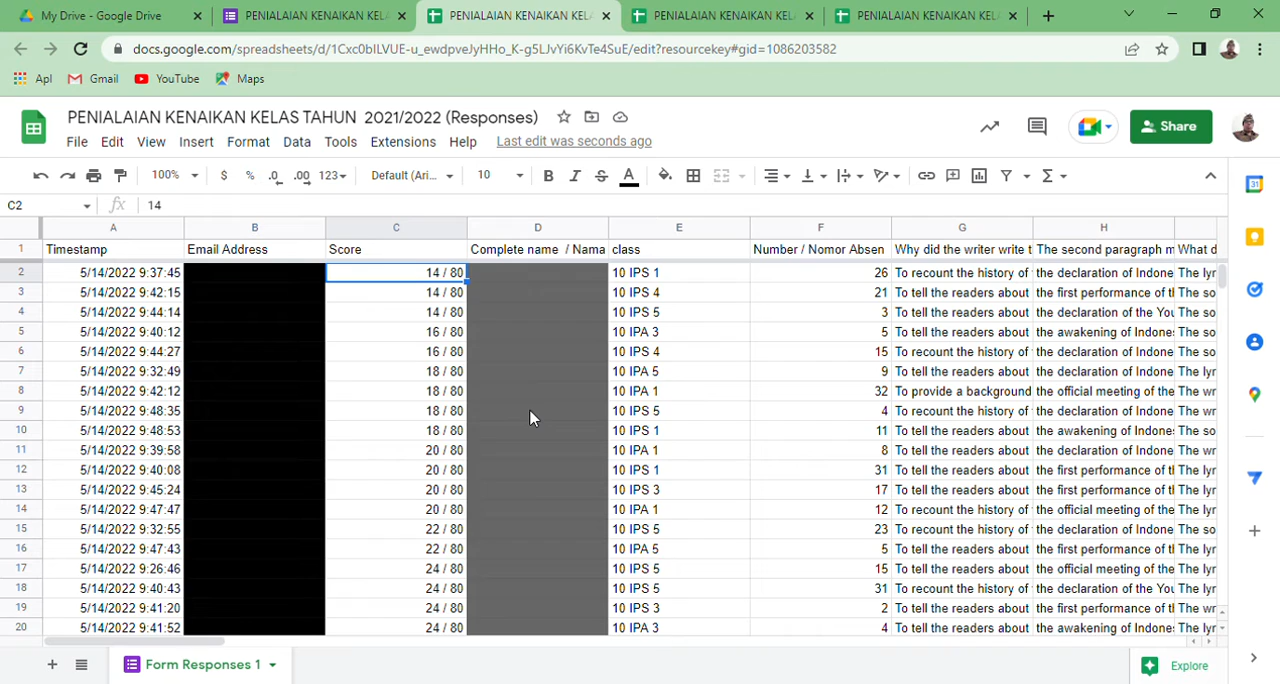 My Drive - Google Drive
PENIALAIAN KENAIKAN KELA
PENIALAIAN KENAIKAN KELA
PENIALAIAN KENAIKAN KELA
PENIALAIAN KENAIKAN KELA
docs.google.com/spreadsheets/d/1Cxc0bILVUE-u_ewdpveJyHHo_K-g5LJvYi6KvTe4SuE/edit?resourcekey#gid=1086203582
Apl Gmail YouTube Maps
PENIALAIAN KENAIKAN KELAS TAHUN 2021/2022 (Responses)
File Edit View Insert Format Data Tools Extensions Help Last edit was seconds ago
Share
100% $ % .0 .00 123 Default (Ari... 10 B I S A
C2 fx 14
A B C D E F G H
1 Timestamp Email Address Score Complete name / Nama class Number / Nomor Absen Why did the writer write t The second paragraph m What d
2 5/14/2022 9:37:45 14 / 80 10 IPS 1 26 To recount the history of the declaration of Indone The lyr
3 5/14/2022 9:42:15 14 / 80 10 IPS 4 21 To tell the readers about the first performance of th The so
4 5/14/2022 9:44:14 14 / 80 10 IPS 5 3 To tell the readers about the declaration of the You The so
5 5/14/2022 9:40:12 16 / 80 10 IPA 3 5 To tell the readers about the awakening of Indones The lyr
6 5/14/2022 9:44:27 16 / 80 10 IPS 4 15 To recount the history of the declaration of Indone The so
7 5/14/2022 9:32:49 18 / 80 10 IPA 5 9 To tell the readers about the declaration of Indone The lyr
8 5/14/2022 9:42:12 18 / 80 10 IPA 1 32 To provide a background the official meeting of the The wr
9 5/14/2022 9:48:35 18 / 80 10 IPS 5 4 To recount the history of the declaration of Indone The wr
10 5/14/2022 9:48:53 18 / 80 10 IPS 1 11 To tell the readers about the awakening of Indones The so
11 5/14/2022 9:39:58 20 / 80 10 IPA 1 8 To tell the readers about the declaration of Indone The wr
12 5/14/2022 9:40:08 20 / 80 10 IPS 1 31 To tell the readers about the first performance of th The so
13 5/14/2022 9:45:24 20 / 80 10 IPS 3 17 To tell the readers about the declaration of Indone The lyr
14 5/14/2022 9:47:47 20 / 80 10 IPA 1 12 To recount the history of the official meeting of the The so
15 5/14/2022 9:32:55 22 / 80 10 IPS 5 23 To recount the history of the declaration of Indone The wr
16 5/14/2022 9:47:43 22 / 80 10 IPA 5 5 To tell the readers about the first performance of th The lyr
17 5/14/2022 9:26:46 24 / 80 10 IPS 5 15 To tell the readers about the official meeting of the The so
18 5/14/2022 9:40:43 24 / 80 10 IPS 5 31 To recount the history of the declaration of the You The lyr
19 5/14/2022 9:41:20 24 / 80 10 IPS 3 2 To tell the readers about the first performance of th The wr
20 5/14/2022 9:41:52 24 / 80 10 IPA 3 4 To tell the readers about the awakening of Indones The lyr
Form Responses 1
Explore